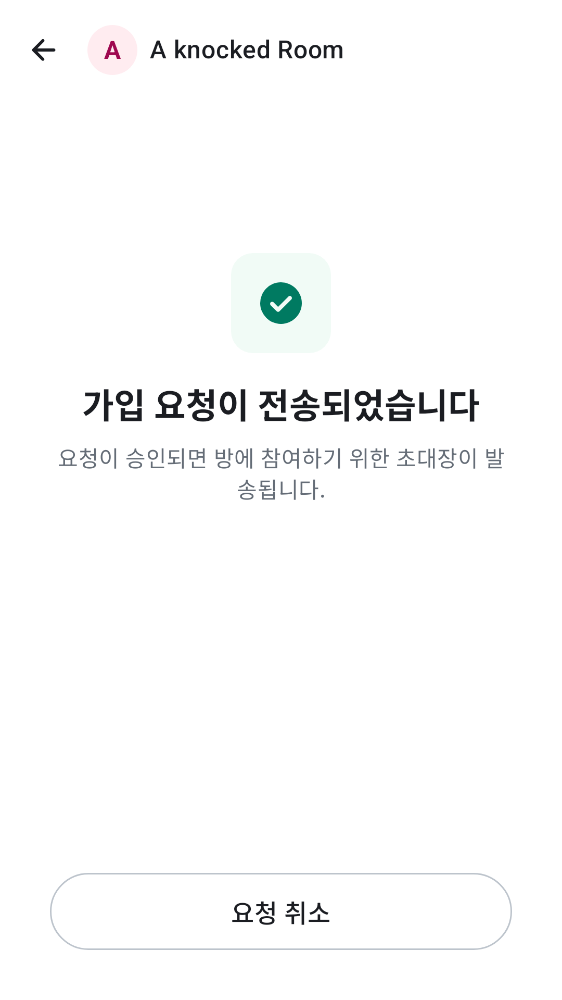 A
A knocked Room
가입 요청이 전송되었습니다
요청이 승인되면 방에 참여하기 위한 초대장이 발
송됩니다.
요청 취소